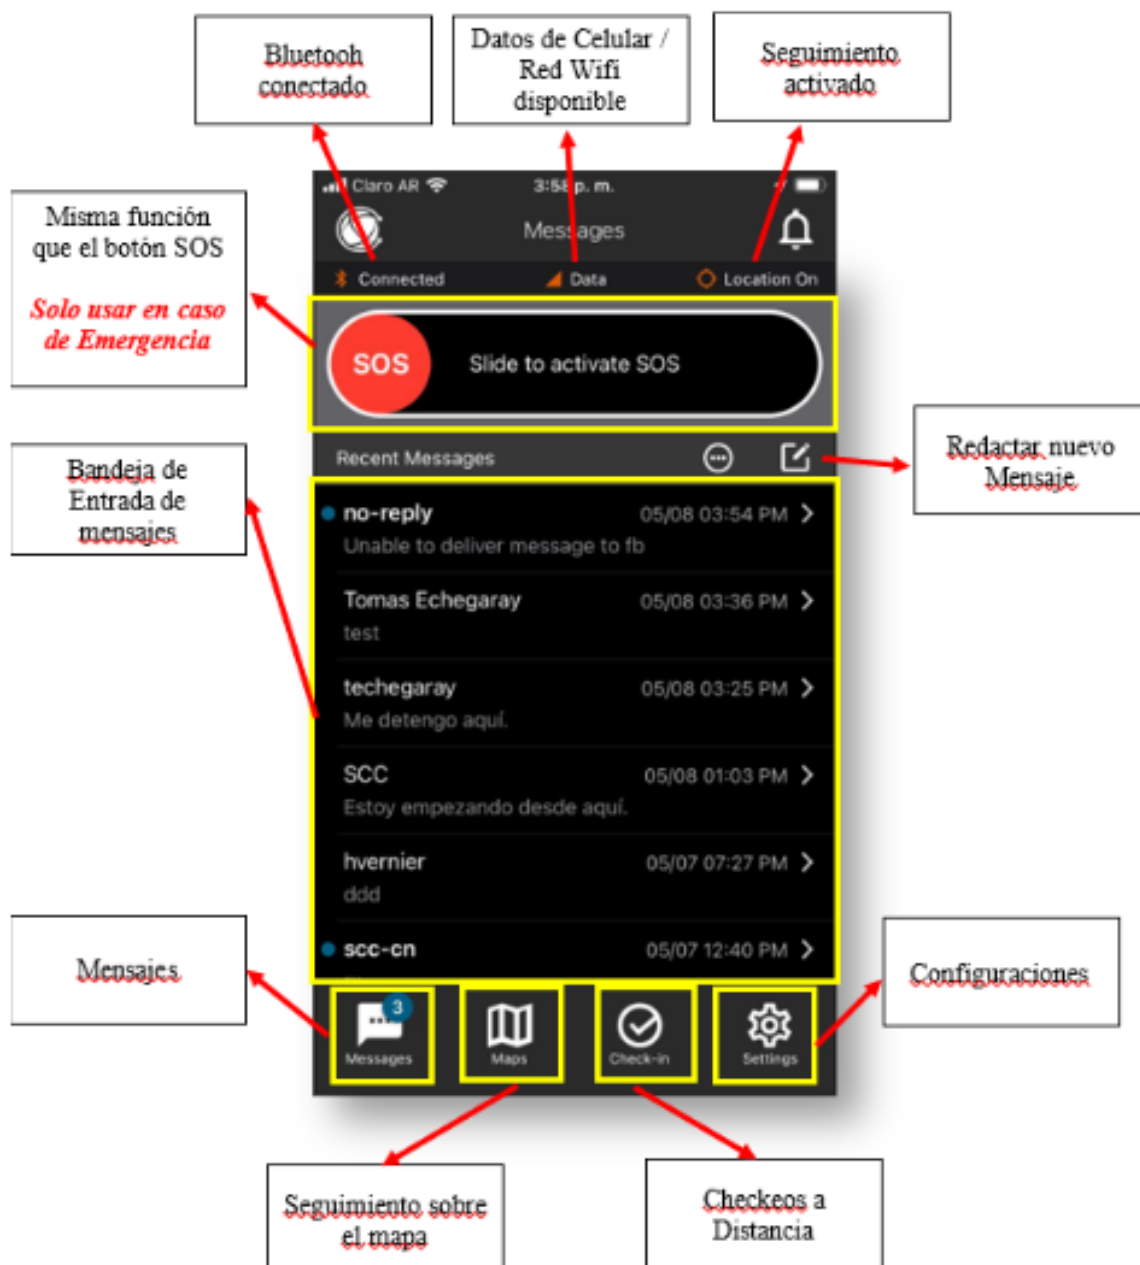 Bluetooh
conectado
Datos de Celular /
Red Wifi
disponible
Seguimiento
activado
Claro AR
3:58 p. m.
Messages
Connected
Data
Location On
Misma función
que el botón SOS
Solo usar en caso
de Emergencia
SOS
Slide to activate SOS
Redactar nuevo
Mensaje
Recent Messages
Bandeja de
Entrada de
mensajes
no-reply 05/08 03:54 PM
Unable to deliver message to fb
Tomas Echegaray 05/08 03:36 PM
test
techegaray 05/08 03:25 PM
Me detengo aquí.
SCC 05/08 01:03 PM
Estoy empezando desde aquí.
hvernier 05/07 07:27 PM
ddd
scc-cn 05/07 12:40 PM
Mensajes
Configuraciones
3
Messages
Maps
Check-in
Settings
Seguimiento sobre
el mapa
Checkeos a
Distancia